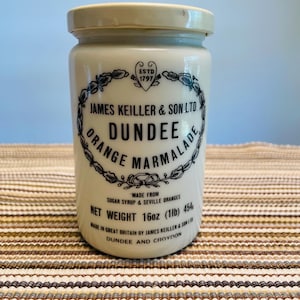 ESTD
1797
JAMES KEILLER & SON LTD
DUNDEE
ORANGE MARMALADE
MADE FROM
SUGAR SYRUP & SEVILLE ORANGES
NET WEIGHT 16oz (1lb) 454g
MADE IN GREAT BRITAIN BY JAMES KEILLER & SON LTD
DUNDEE AND CROYDON